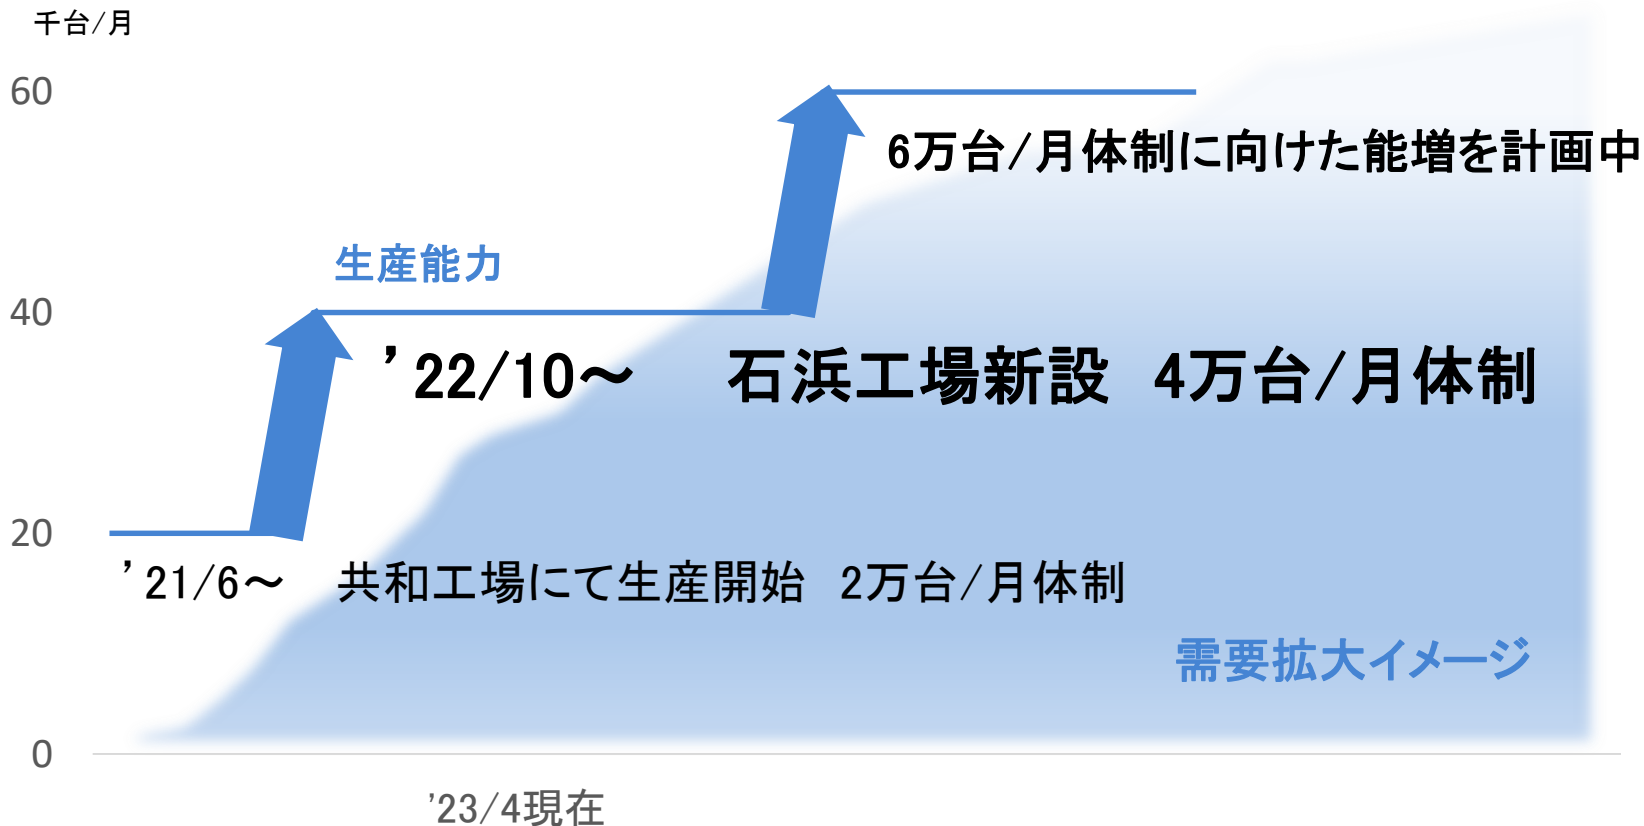 千台/月
60
6万台/月体制に向けた能増を計画中
生産能力
40
’22/10～　石浜工場新設　4万台/月体制
20
’21/6～　共和工場にて生産開始　2万台/月体制
需要拡大イメージ
0
'23/4現在